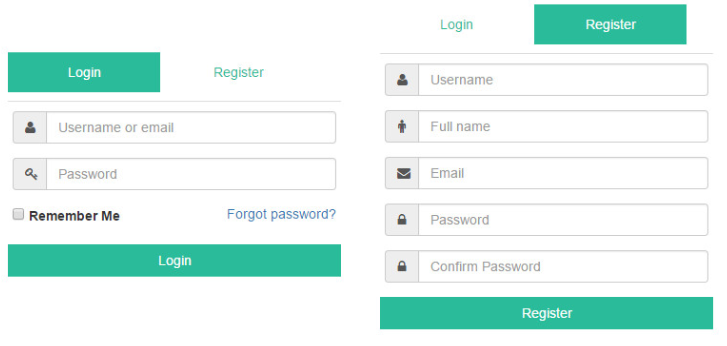 Login Register
Username or email
Password
Remember Me Forgot password?
Login
Login Register
Username
Full name
Email
Password
Confirm Password
Register